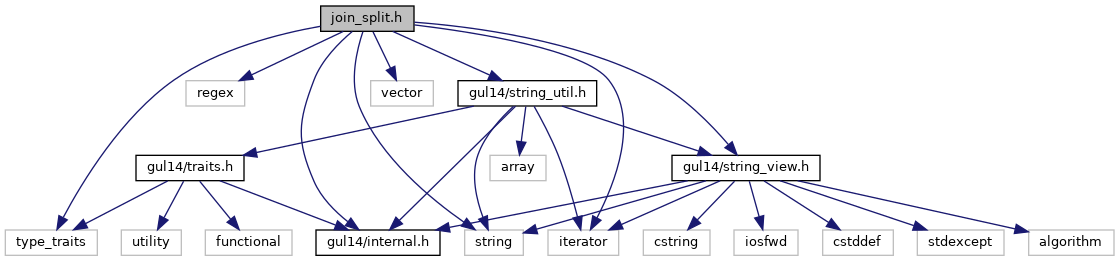 join_split.h
regex
vector
gul14/string_util.h
gul14/traits.h
array
gul14/string_view.h
type_traits
utility
functional
gul14/internal.h
string
iterator
cstring
iosfwd
cstddef
stdexcept
algorithm